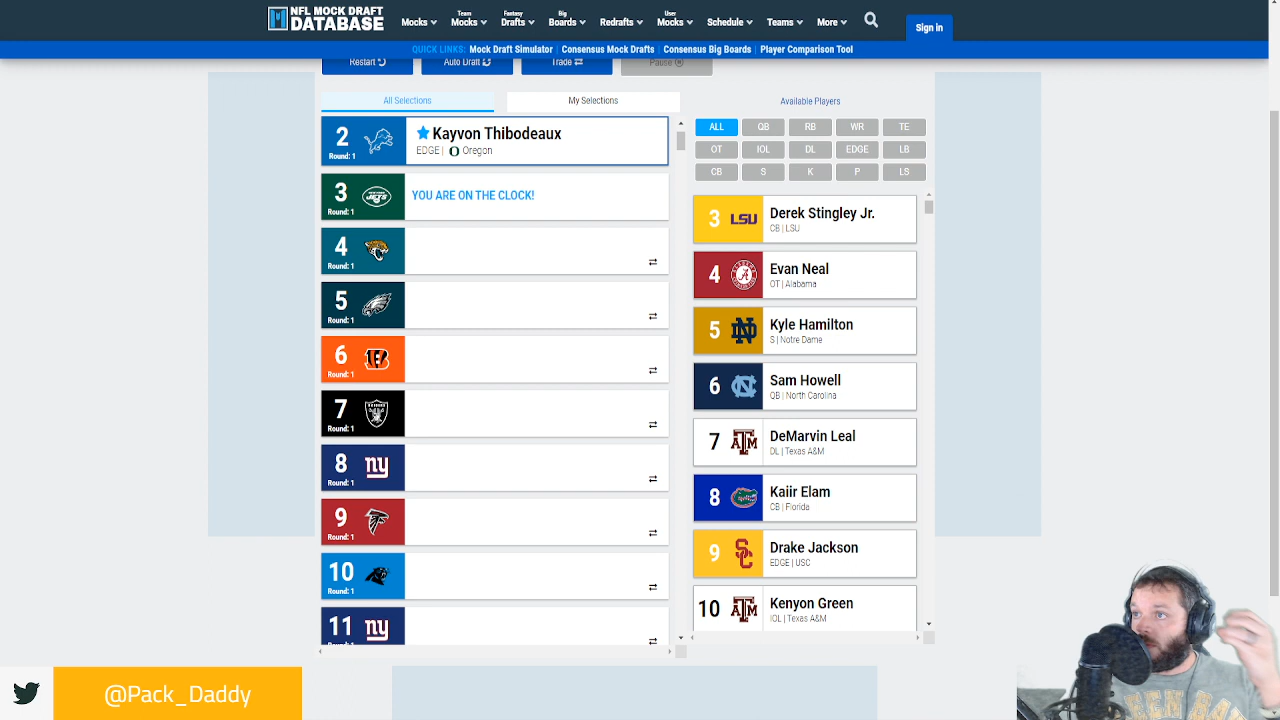 NFL MOCK DRAFT
DATABASE
Mocks
Team
Mocks
Fantasy
Drafts
Big
Boards
Redrafts
User
Mocks
Schedule
Teams
More
Sign in
QUICK LINKS: Mock Draft Simulator Consensus Mock Drafts Consensus Big Boards Player Comparison Tool
Restart Auto Draft Trade Pause
All Selections My Selections
Available Players
ALL QB RB WR TE
OT IOL DL EDGE LB
CB S K P LS
2
Round: 1
Kayvon Thibodeaux
EDGE | O Oregon
3
Round: 1
YOU ARE ON THE CLOCK!
4
Round: 1
5
Round: 1
6
Round: 1
7
Round: 1
8
Round: 1
ny
9
Round: 1
10
Round: 1
11
Round: 1
ny
3 LSU Derek Stingley Jr.
CB | LSU
4 Evan Neal
OT | Alabama
5 Kyle Hamilton
S | Notre Dame
6 Sam Howell
QB | North Carolina
7 ATM DeMarvin Leal
DL | Texas A&M
8 Kaiir Elam
CB | Florida
9 SC Drake Jackson
EDGE | USC
10 ATM Kenyon Green
IOL | Texas A&M
@Pack_Daddy